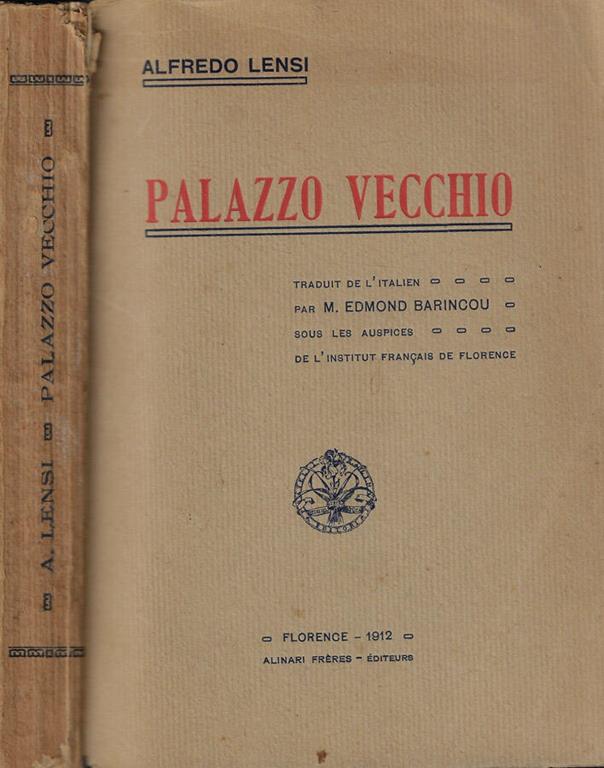 A. LENSI PALAZZO VECCHIO
ALFREDO LENSI
PALAZZO VECCHIO
TRADUIT DE L'ITALIEN
PAR M. EDMOND BARINCOU
SOUS LES AUSPICES
DE L'INSTITUT FRANÇAIS DE FLORENCE
FLORENCE - 1912
ALINARI FRÈRES - ÉDITEURS